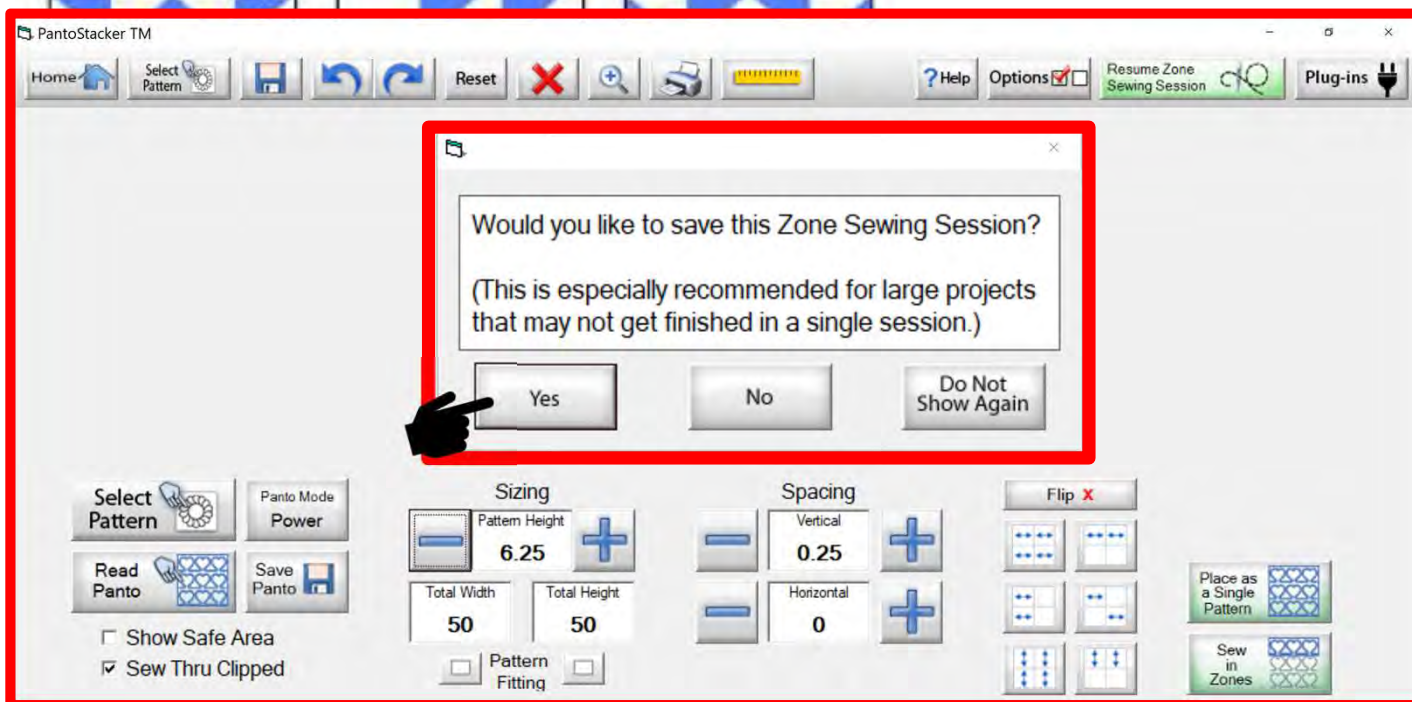 PantoStacker TM
Home
Select
Pattern
Reset
? Help
Options
Resume Zone
Sewing Session
Plug-ins
Would you like to save this Zone Sewing Session?
(This is especially recommended for large projects
that may not get finished in a single session.)
Yes
No
Do Not
Show Again
Select
Pattern
Panto Mode
Power
Read
Panto
Save
Panto
Show Safe Area
Sew Thru Clipped
Sizing
Pattern Height
6.25
Total Width
50
Total Height
50
Pattern
Fitting
Spacing
Vertical
0.25
Horizontal
0
Flip X
Place as
a Single
Pattern
Sew
in
Zones